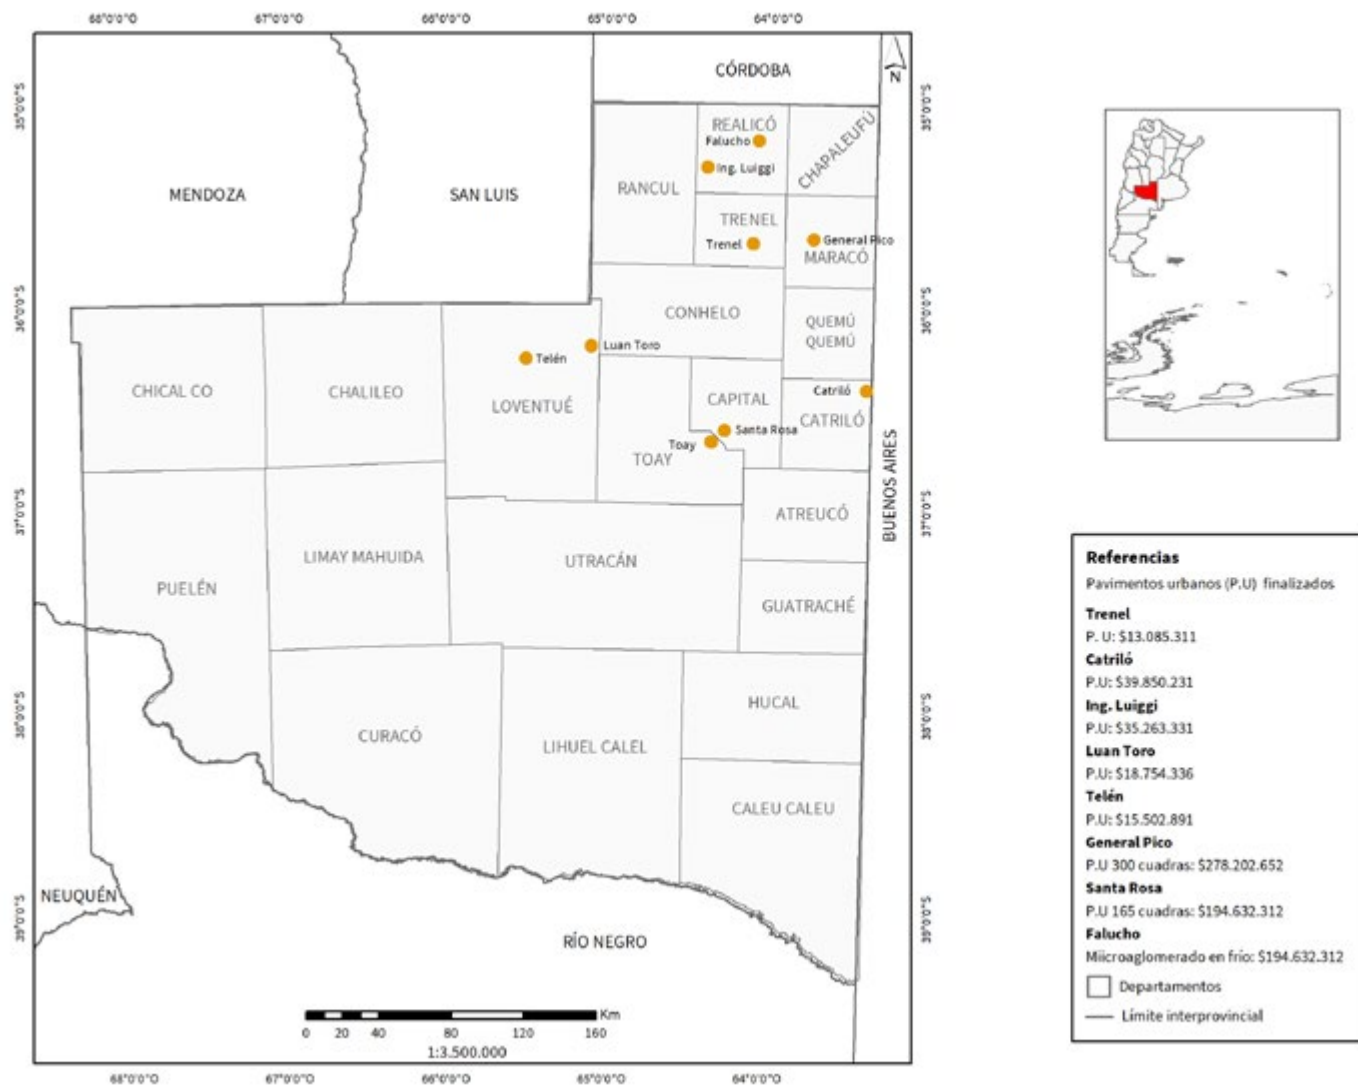 68°0'0"O 67°0'0"O 66°0'0"O 65°0'0"O 64°0'0"O
35°0'0"S
36°0'0"S
37°0'0"S
38°0'0"S
39°0'0"S
CÓRDOBA
N
MENDOZA
SAN LUIS
REALICÓ
Falucho
Ing. Luiggi
CHAPALEUFÚ
RANCUL
TRENEL
Trenel
General Pico
MARACÓ
CONHELO
QUEMÚ
QUEMÚ
Luan Toro
Telén
CHICAL CO
CHALILEO
LOVENTUÉ
CAPITAL
Catriló
CATRILÓ
Santa Rosa
Toay
TOAY
BUENOS AIRES
ATREUCÓ
LIMAY MAHUIDA
UTRACÁN
PUELÉN
GUATRACHÉ
HUCAL
CURACÓ
LIHUEL CALEL
CALEU CALEU
NEUQUÉN
RÍO NEGRO
Km
0 20 40 80 120 160
1:3.500.000
35°0'0"S
36°0'0"S
37°0'0"S
38°0'0"S
39°0'0"S
68°0'0"O 67°0'0"O 66°0'0"O 65°0'0"O 64°0'0"O
Referencias
Pavimentos urbanos (P.U) finalizados
Trenel
P. U: $13.085.311
Catriló
P.U: $39.850.231
Ing. Luiggi
P.U: $35.263.331
Luan Toro
P.U: $18.754.336
Telén
P.U: $15.502.891
General Pico
P.U 300 cuadras: $278.202.652
Santa Rosa
P.U 165 cuadras: $194.632.312
Falucho
Miicroaglomerado en frío: $194.632.312
Departamentos
Límite interprovincial